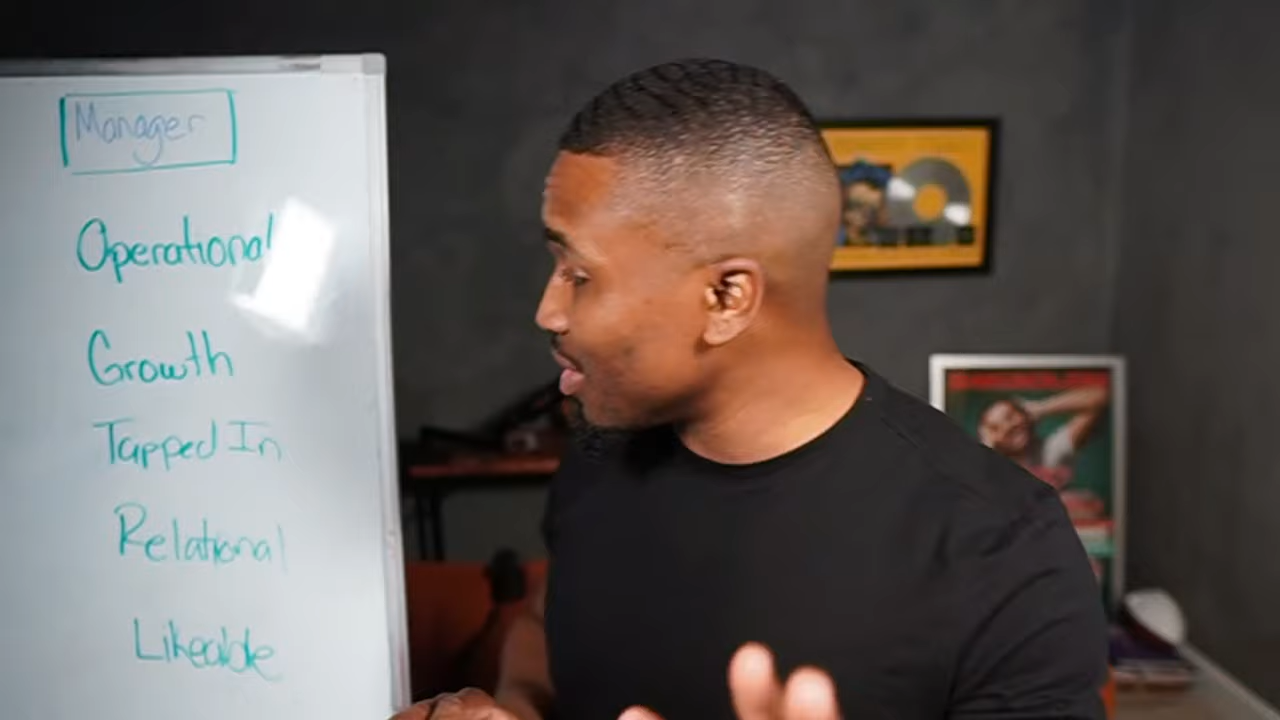 Manager
Operational
Growth
Tapped In
Relational
Likeable